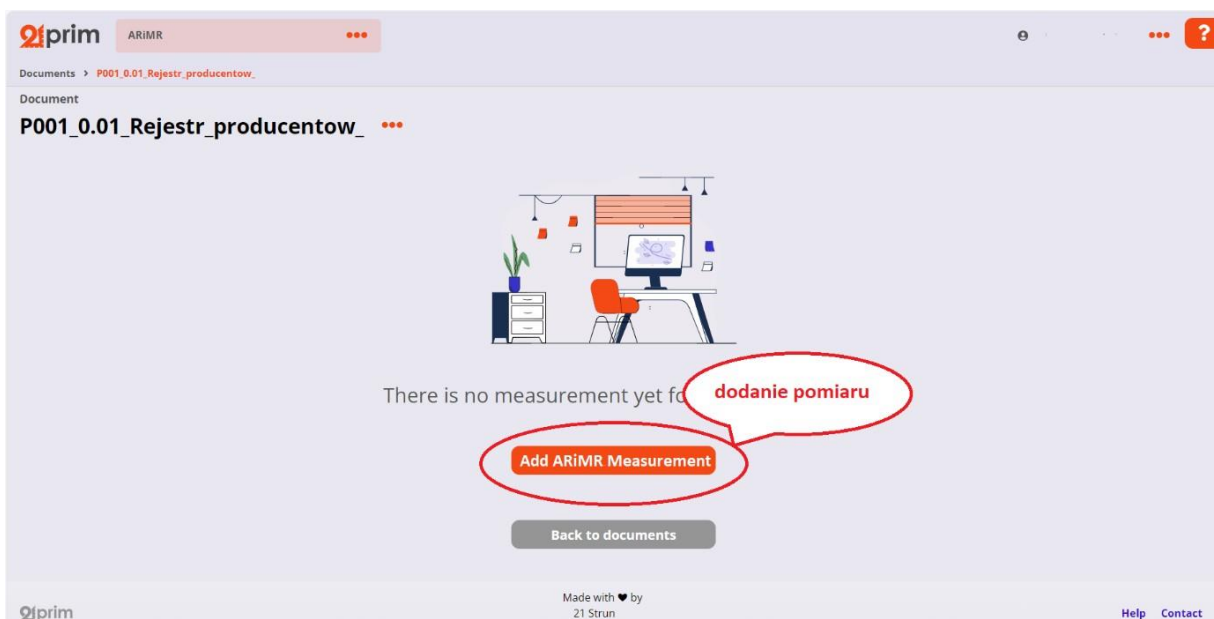 21prim
ARiMR
?
Documents > P001_0.01_Rejestr_producentow_
Document
P001_0.01_Rejestr_producentow_
There is no measurement yet fo
dodanie pomiaru
Add ARiMR Measurement
Back to documents
Made with ♥ by
21 Strun
21prim
Help Contact